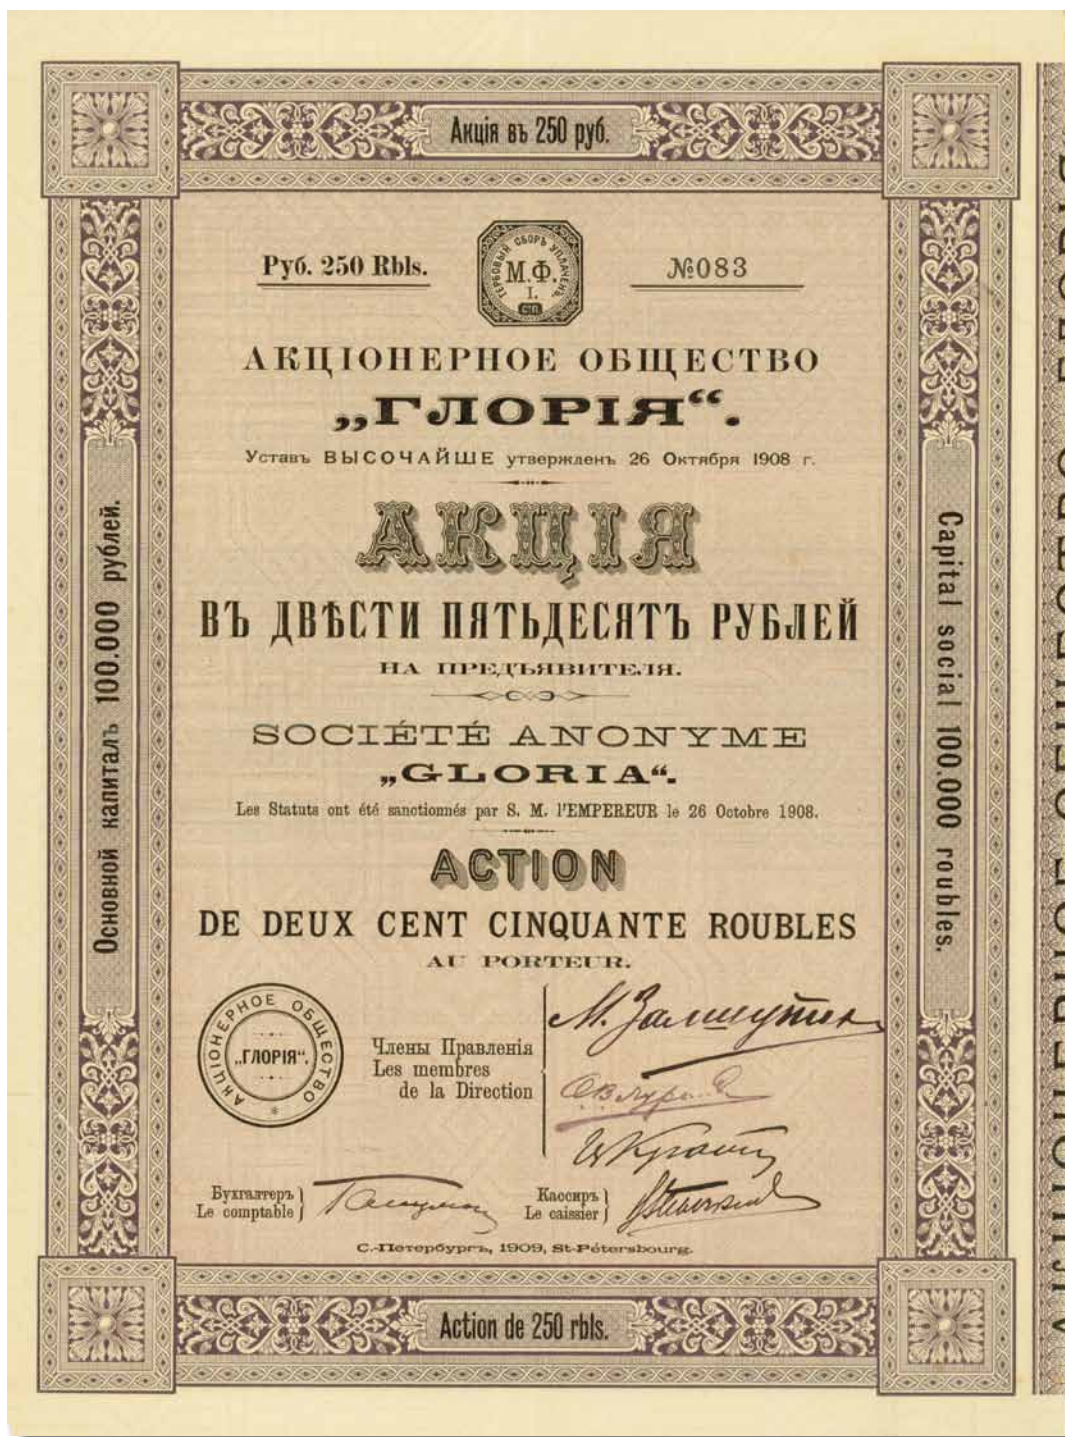 Акція въ 250 руб.
Руб. 250 Rbls.
ГЕРБОВЫЙ СБОРЪ УПЛАЧЕНЪ.
М.Ф.
I.
С.П.
№083
АКЦІОНЕРНОЕ ОБЩЕСТВО
„ГЛОРІЯ“.
Уставъ ВЫСОЧАЙШЕ утвержденъ 26 Октября 1908 г.
АКЦІЯ
ВЪ ДВѢСТИ ПЯТЬДЕСЯТЪ РУБЛЕЙ
НА ПРЕДЪЯВИТЕЛЯ.
SOCIÉTÉ ANONYME
„GLORIA“.
Les Statuts ont été sanctionnés par S. M. l'EMPEREUR le 26 Octobre 1908.
ACTION
DE DEUX CENT CINQUANTE ROUBLES
AU PORTEUR.
АКЦІОНЕРНОЕ ОБЩЕСТВО
„ГЛОРІЯ“.
Члены Правленія
Les membres
de la Direction
Бухгалтеръ
Le comptable
Кассиръ
Le caissier
С.-Петербургъ, 1909, St-Pétersbourg.
Action de 250 rbls.
Основной капиталъ 100.000 рублей.
Capital social 100.000 roubles.